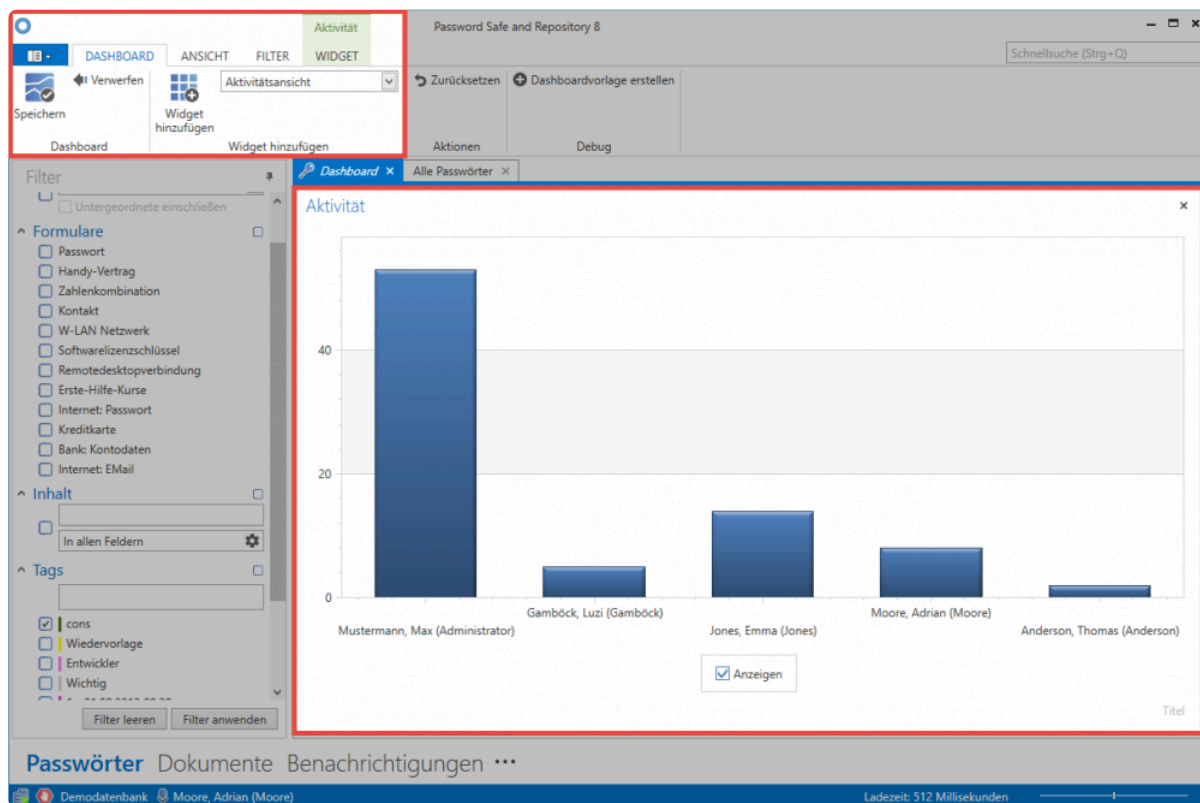 Aktivität
Password Safe and Repository 8
DASHBOARD ANSICHT FILTER WIDGET
Schnellsuche (Strg+Q)
Speichern
Verwerfen
Widget hinzufügen
Aktivitätsansicht
Zurücksetzen
Dashboardvorlage erstellen
Dashboard
Widget hinzufügen
Aktionen
Debug
Filter
Untergeordnete einschließen
Formulare
Passwort
Handy-Vertrag
Zahlenkombination
Kontakt
W-LAN Netzwerk
Softwarelizenzschlüssel
Remotedesktopverbindung
Erste-Hilfe-Kurse
Internet: Passwort
Kreditkarte
Bank: Kontodaten
Internet: EMail
Inhalt
In allen Feldern
Tags
cons
Wiedervorlage
Entwickler
Wichtig
Filter leeren
Filter anwenden
Dashboard
Alle Passwörter
Aktivität
40
20
0
Mustermann, Max (Administrator)
Gamböck, Luzi (Gamböck)
Jones, Emma (Jones)
Moore, Adrian (Moore)
Anderson, Thomas (Anderson)
Anzeigen
Titel
Passwörter Dokumente Benachrichtigungen •••
Demodatenbank
Moore, Adrian (Moore)
Ladezeit: 512 Millisekunden